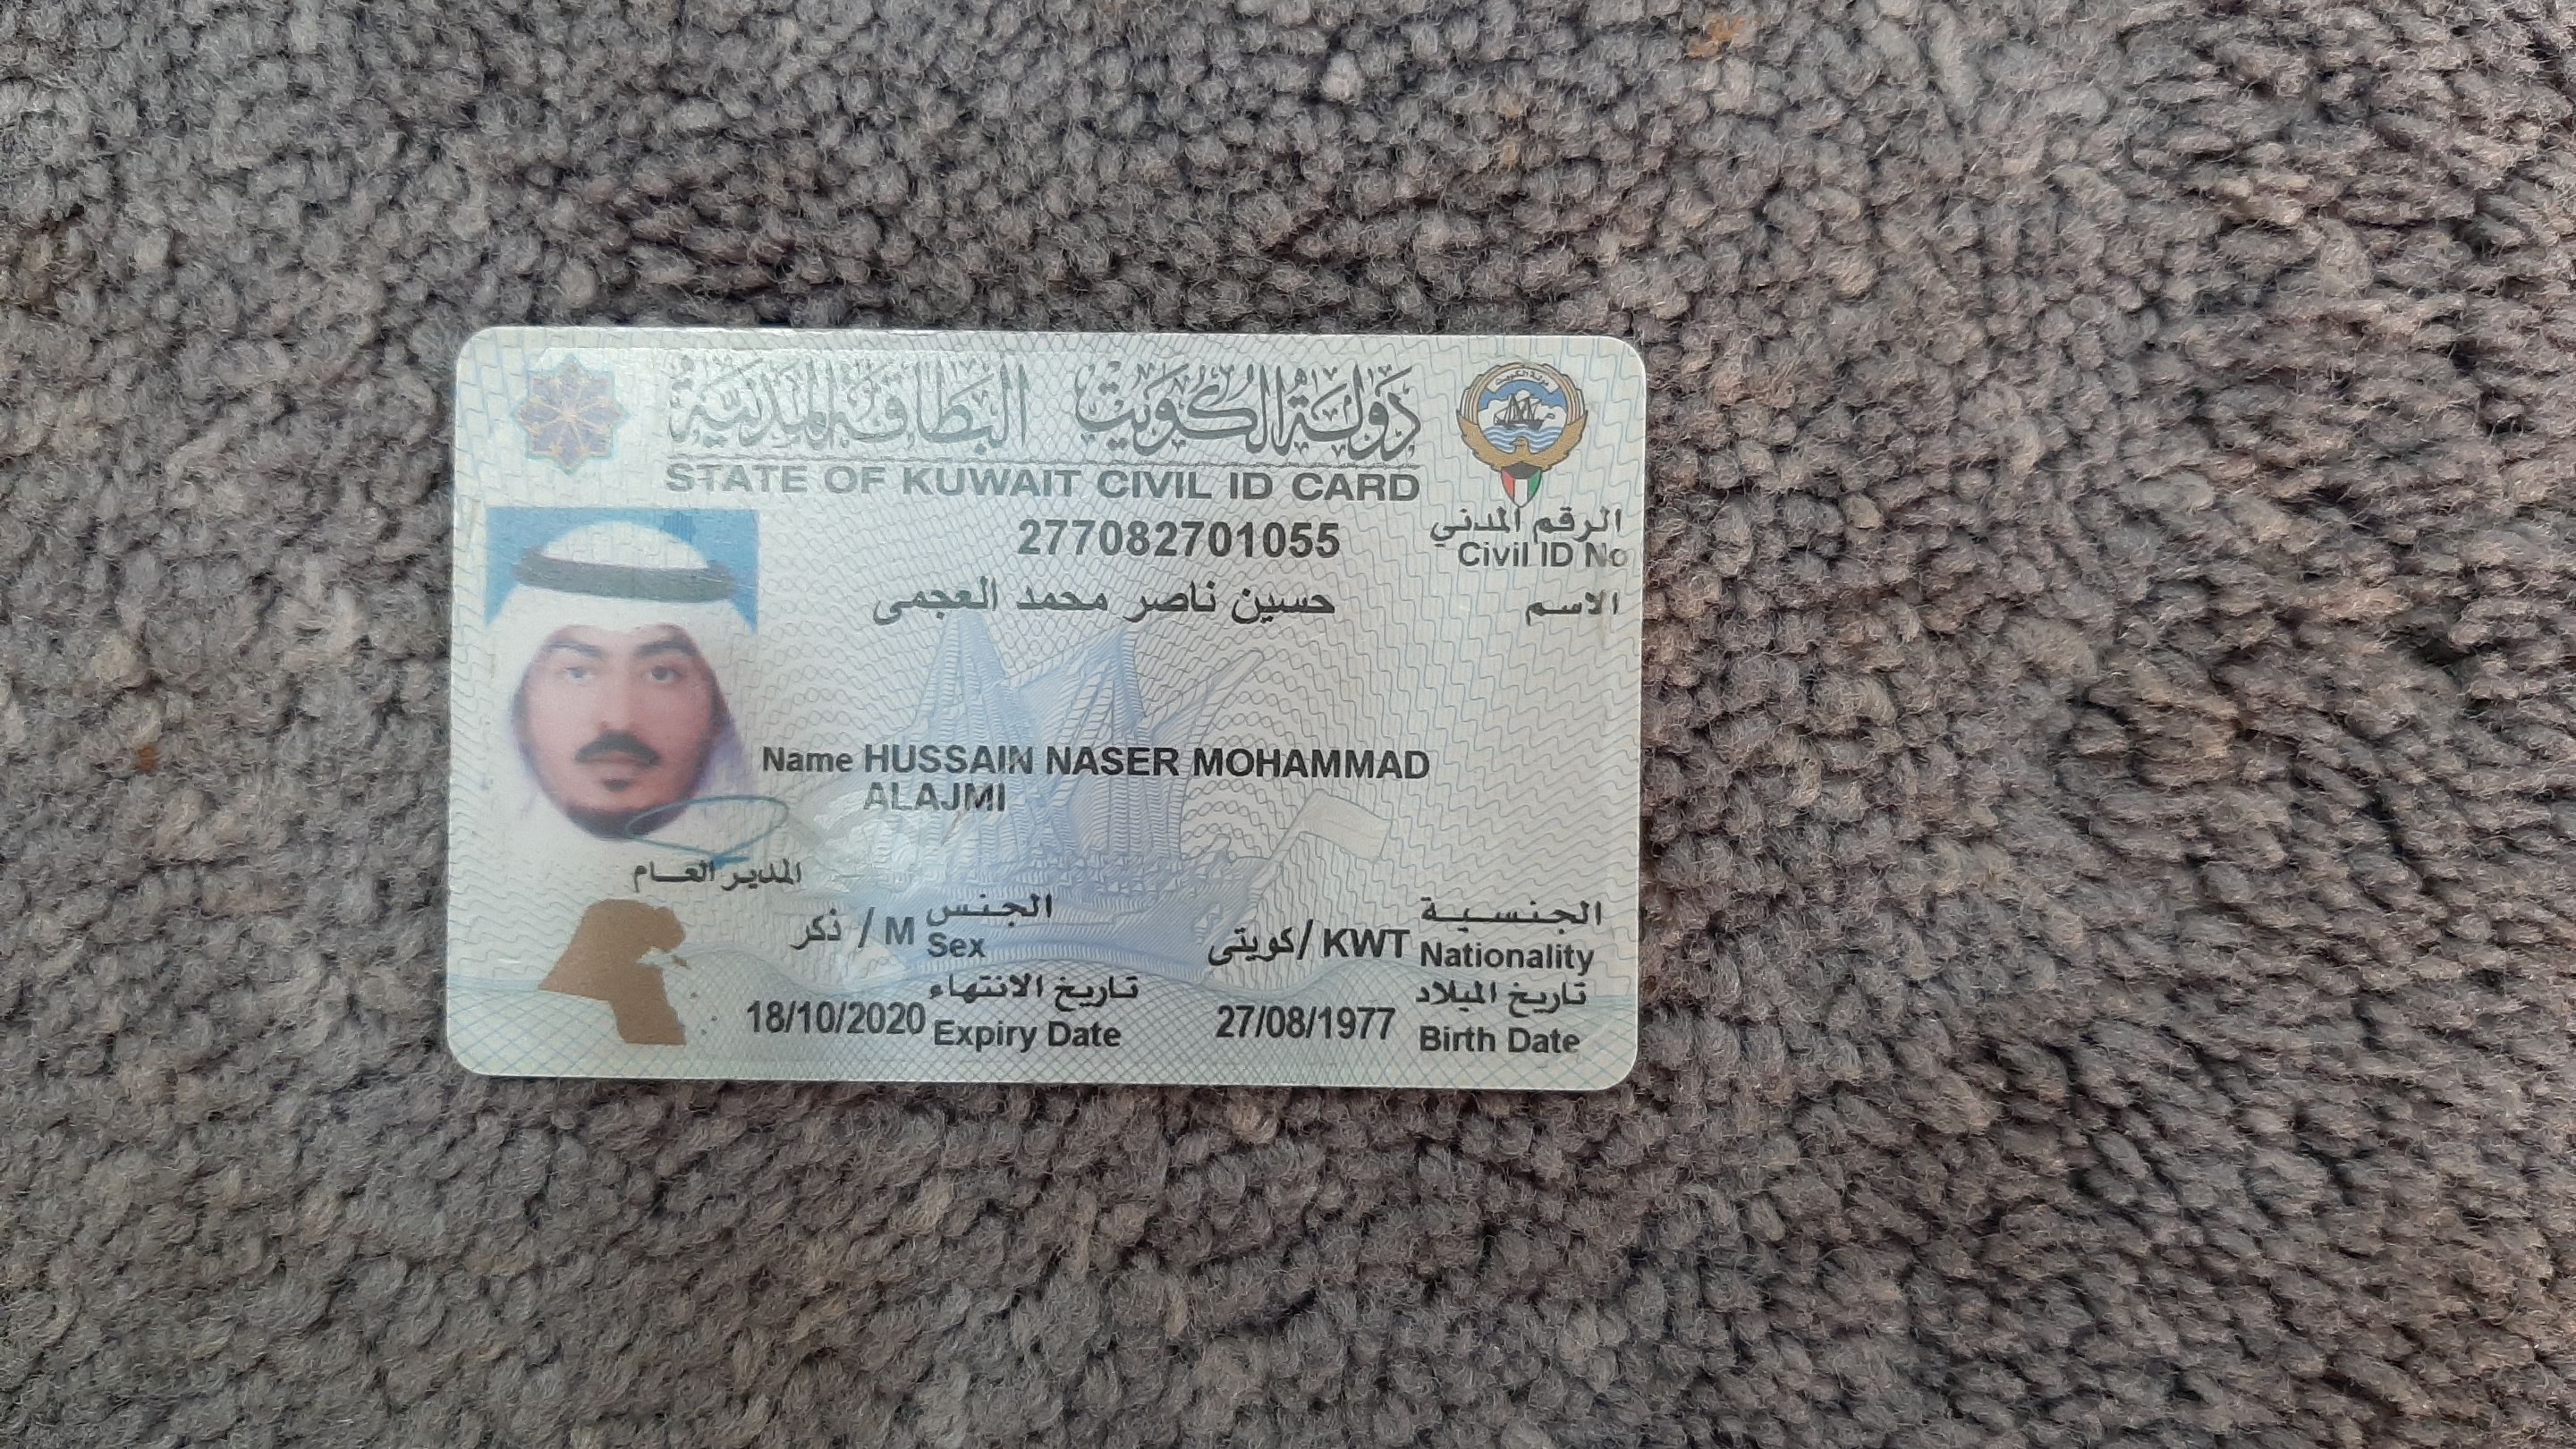 دولة الكويت البطاقة المدنية
STATE OF KUWAIT CIVIL ID CARD
الرقم المدني 277082701055
Civil ID No
الاسم حسين ناصر محمد العجمى
Name HUSSAIN NASER MOHAMMAD
ALAJMI
المدير العام
الجنسية KWT /كويتى
Nationality
الجنس M / ذكر
Sex
تاريخ الميلاد 27/08/1977
Birth Date
تاريخ الانتهاء 18/10/2020
Expiry Date